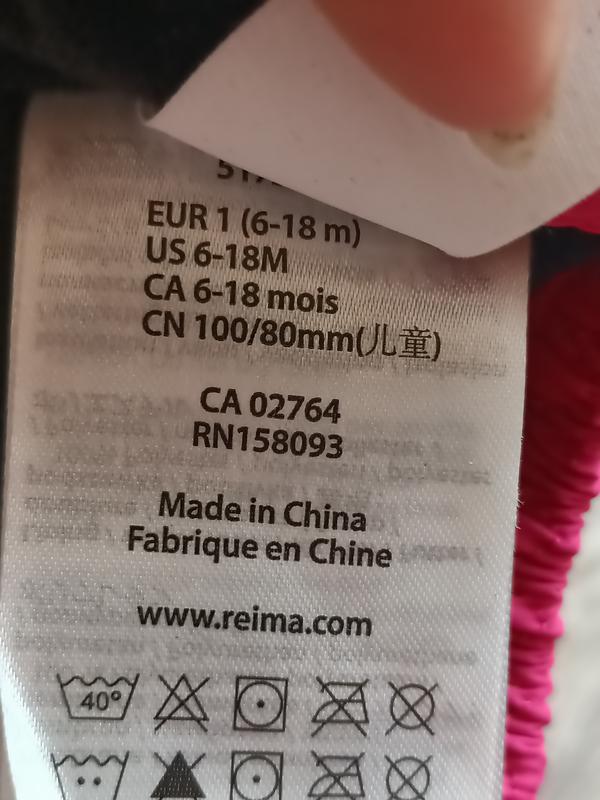 EUR 1 (6-18 m)
US 6-18M
CA 6-18 mois
CN 100/80mm(儿童)
CA 02764
RN158093
Made in China
Fabrique en Chine
www.reima.com
40°